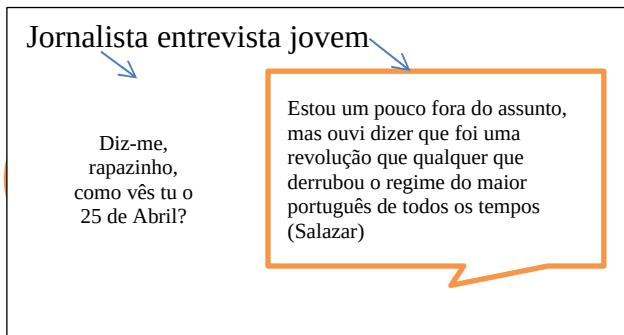 Jornalista entrevista jovem
Diz-me,
rapazinho,
como vês tu o
25 de Abril?
Estou um pouco fora do assunto,
mas ouvi dizer que foi uma
revolução que qualquer que
derrubou o regime do maior
português de todos os tempos
(Salazar)